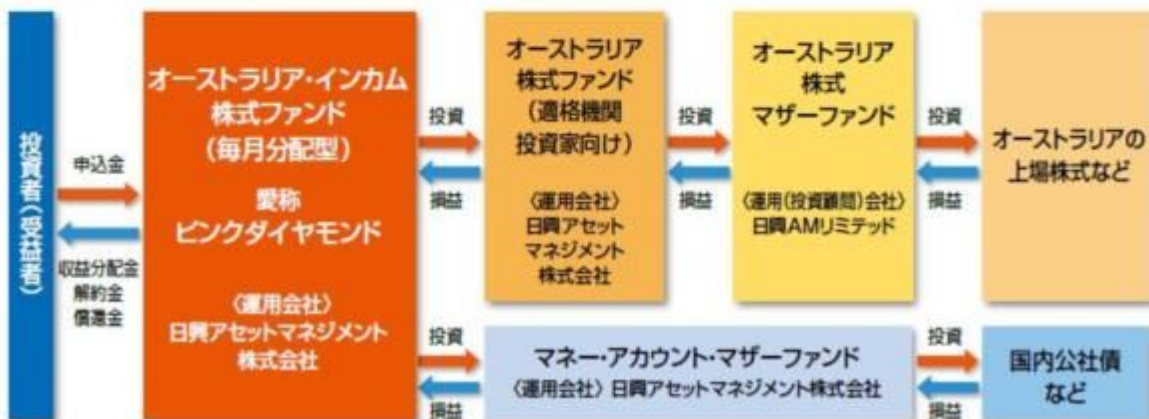 投資者(受益者)
申込金
収益分配金
解約金
償還金
オーストラリア・インカム
株式ファンド
(毎月分配型)
愛称
ピンクダイヤモンド
〈運用会社〉
日興アセットマネジメント
株式会社
投資
損益
オーストラリア
株式ファンド
(適格機関
投資家向け)
〈運用会社〉
日興アセット
マネジメント
株式会社
投資
損益
オーストラリア
株式
マザーファンド
〈運用(投資顧問)会社〉
日興AMリミテッド
投資
損益
オーストラリアの
上場株式など
投資
損益
マネー・アカウント・マザーファンド
〈運用会社〉日興アセットマネジメント株式会社
投資
損益
国内公社債
など